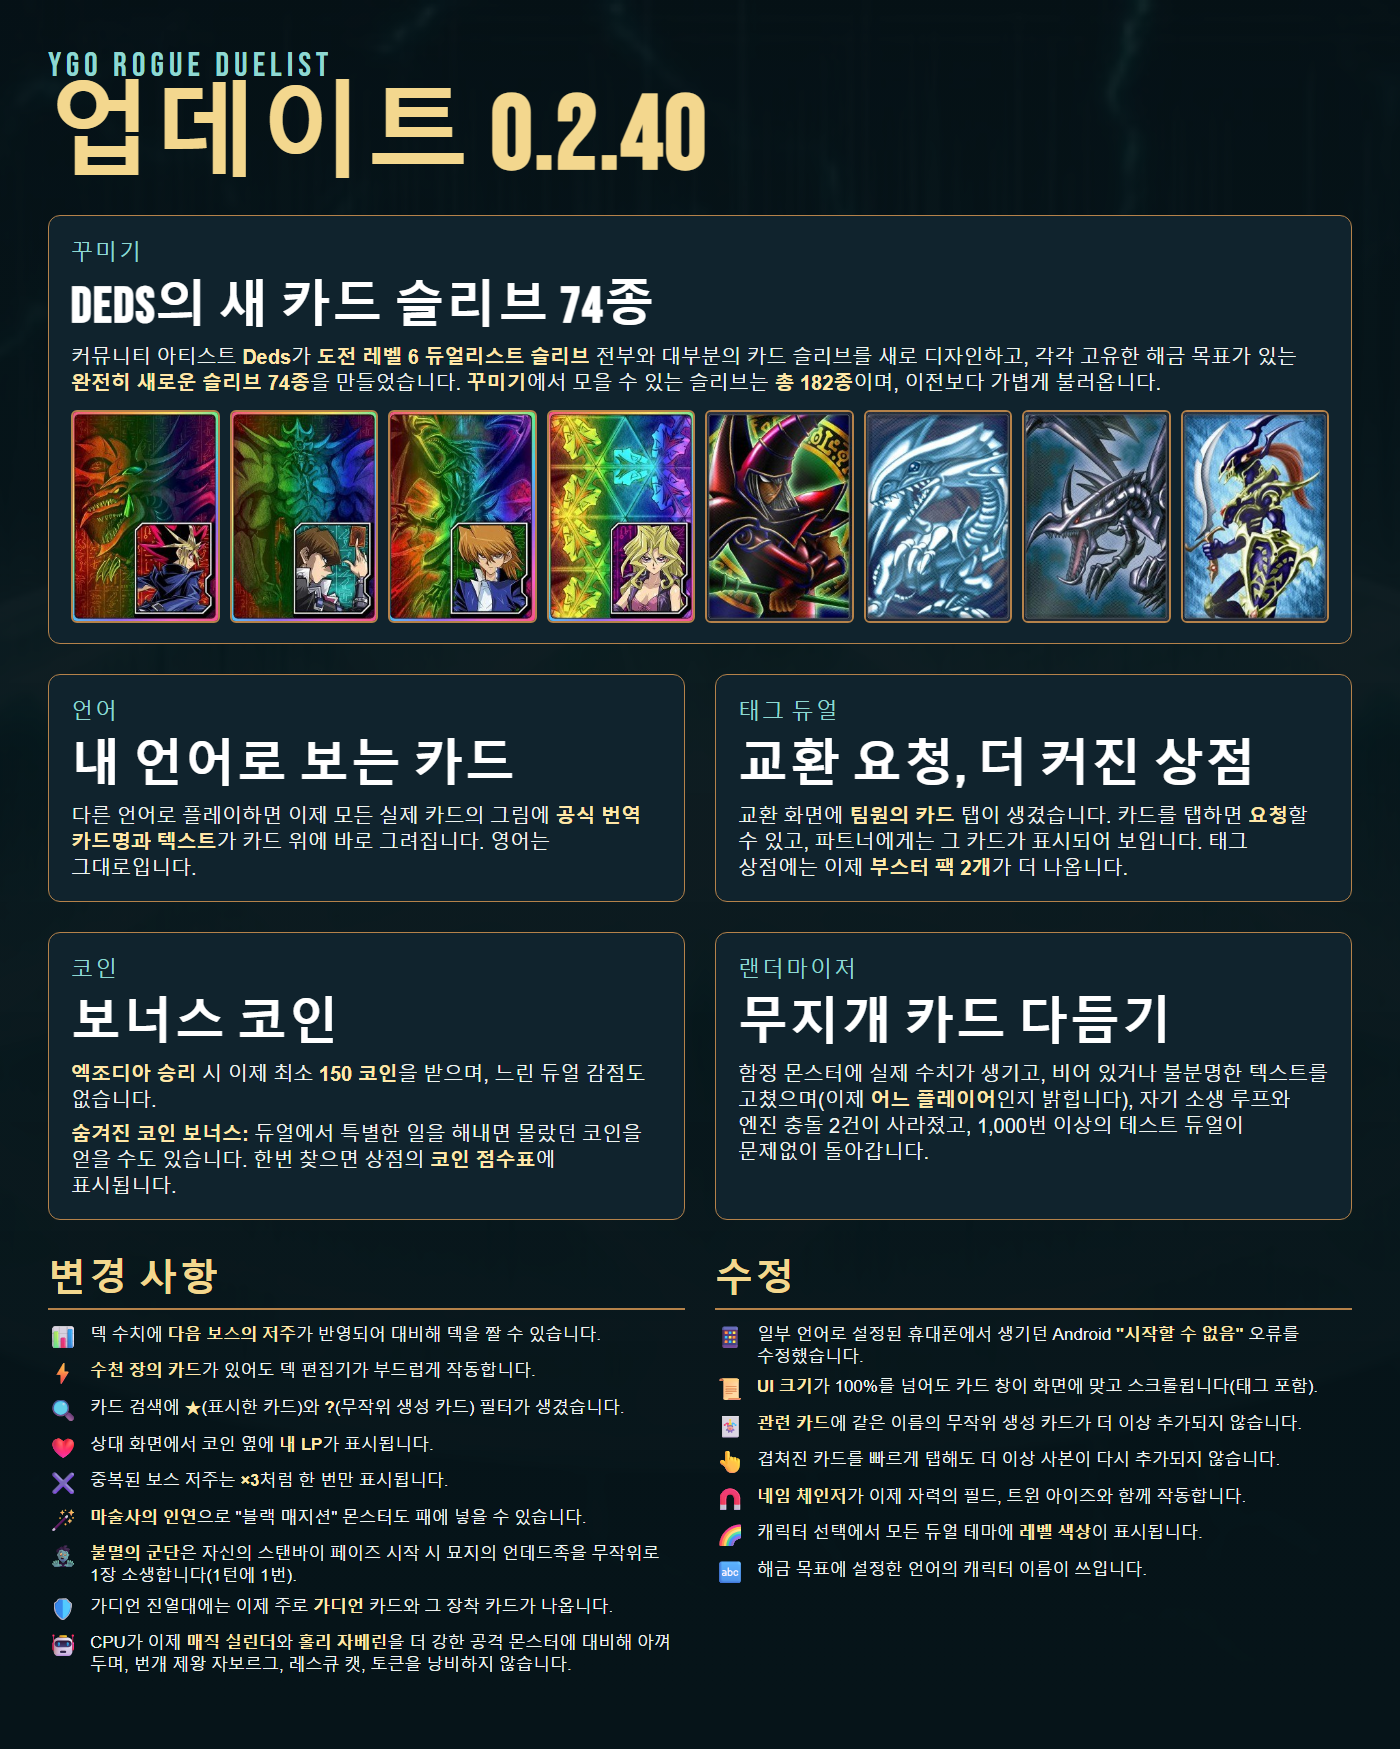 YGO ROGUE DUELIST
업데이트 0.2.40
꾸미기
DEDS의 새 카드 슬리브 74종
커뮤니티 아티스트 Deds가 도전 레벨 6 듀얼리스트 슬리브 전부와 대부분의 카드 슬리브를 새로 디자인하고, 각각 고유한 해금 목표가 있는
완전히 새로운 슬리브 74종을 만들었습니다. 꾸미기에서 모을 수 있는 슬리브는 총 182종이며, 이전보다 가볍게 불러옵니다.
언어
내 언어로 보는 카드
다른 언어로 플레이하면 이제 모든 실제 카드의 그림에 공식 번역
카드명과 텍스트가 카드 위에 바로 그려집니다. 영어는
그대로입니다.
태그 듀얼
교환 요청, 더 커진 상점
교환 화면에 팀원의 카드 탭이 생겼습니다. 카드를 탭하면 요청할
수 있고, 파트너에게는 그 카드가 표시되어 보입니다. 태그
상점에는 이제 부스터 팩 2개가 더 나옵니다.
코인
보너스 코인
엑조디아 승리 시 이제 최소 150 코인을 받으며, 느린 듀얼 감점도
없습니다.
숨겨진 코인 보너스: 듀얼에서 특별한 일을 해내면 몰랐던 코인을
얻을 수도 있습니다. 한번 찾으면 상점의 코인 점수표에
표시됩니다.
랜더마이저
무지개 카드 다듬기
함정 몬스터에 실제 수치가 생기고, 비어 있거나 불분명한 텍스트를
고쳤으며(이제 어느 플레이어인지 밝힙니다), 자기 소생 루프와
엔진 충돌 2건이 사라졌고, 1,000번 이상의 테스트 듀얼이
문제없이 돌아갑니다.
변경 사항
덱 수치에 다음 보스의 저주가 반영되어 대비해 덱을 짤 수 있습니다.
수천 장의 카드가 있어도 덱 편집기가 부드럽게 작동합니다.
카드 검색에 ★(표시한 카드)와 ?(무작위 생성 카드) 필터가 생겼습니다.
상대 화면에서 코인 옆에 내 LP가 표시됩니다.
중복된 보스 저주는 ×3처럼 한 번만 표시됩니다.
마술사의 인연으로 "블랙 매지션" 몬스터도 패에 넣을 수 있습니다.
불멸의 군단은 자신의 스탠바이 페이즈 시작 시 묘지의 언데드족을 무작위로
1장 소생합니다(1턴에 1번).
가디언 진열대에는 이제 주로 가디언 카드와 그 장착 카드가 나옵니다.
CPU가 이제 매직 실린더와 홀리 자베린을 더 강한 공격 몬스터에 대비해 아껴
두며, 번개 제왕 자보르그, 레스큐 캣, 토큰을 낭비하지 않습니다.
수정
일부 언어로 설정된 휴대폰에서 생기던 Android "시작할 수 없음" 오류를
수정했습니다.
UI 크기가 100%를 넘어도 카드 창이 화면에 맞고 스크롤됩니다(태그 포함).
관련 카드에 같은 이름의 무작위 생성 카드가 더 이상 추가되지 않습니다.
겹쳐진 카드를 빠르게 탭해도 더 이상 사본이 다시 추가되지 않습니다.
네임 체인저가 이제 자력의 필드, 트윈 아이즈와 함께 작동합니다.
캐릭터 선택에서 모든 듀얼 테마에 레벨 색상이 표시됩니다.
abc 해금 목표에 설정한 언어의 캐릭터 이름이 쓰입니다.